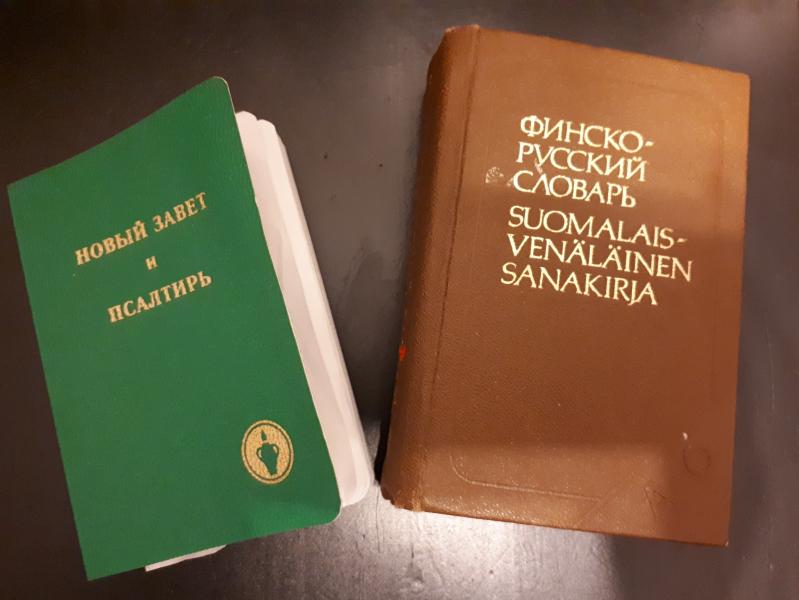 НОВЫЙ ЗАВЕТ
и
ПСАЛТИРЬ
ФИНСКО-
РУССКИЙ
СЛОВАРЬ
SUOMALAIS-
VENÄLÄINEN
SANAKIRJA